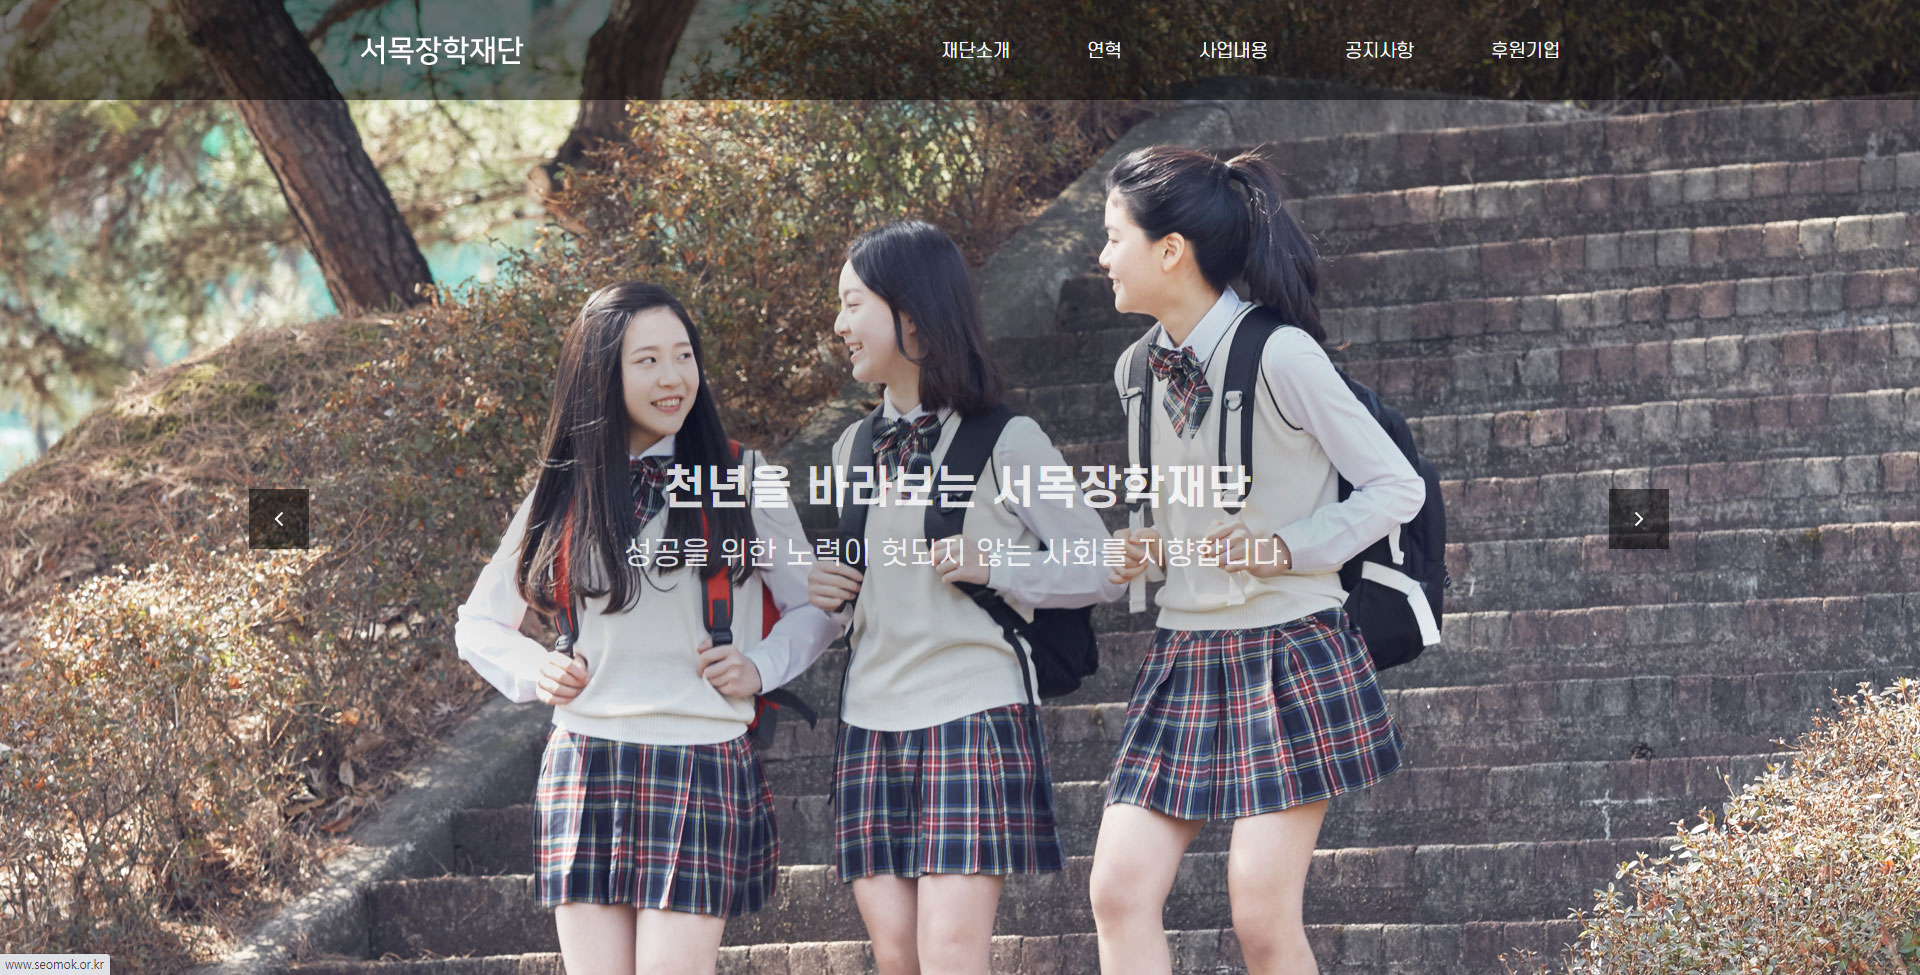 서목장학재단
재단소개 연혁 사업내용 공지사항 후원기업
천년을 바라보는 서목장학재단
성공을 위한 노력이 헛되지 않는 사회를 지향합니다.
www.seomok.or.kr